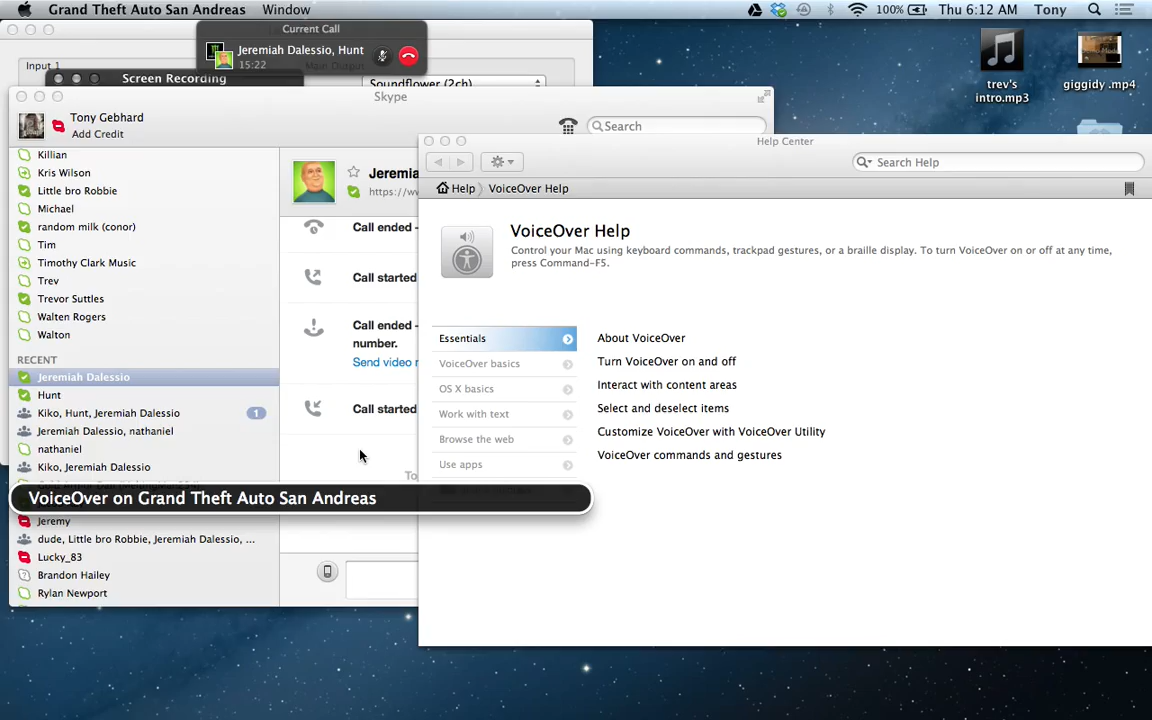 Grand Theft Auto San Andreas Window
100% Thu 6:12 AM Tony
Current Call
Jeremiah Dalessio, Hunt
15:22
Input 1
Main Output
Screen Recording
Soundflower (2ch)
trev's
intro.mp3
giggidy .mp4
Skype
Tony Gebhard
Add Credit
Search
Killian
Kris Wilson
Little bro Robbie
Michael
random milk (conor)
Tim
Timothy Clark Music
Trev
Trevor Suttles
Walten Rogers
Walton
RECENT
Jeremiah Dalessio
Hunt
Kiko, Hunt, Jeremiah Dalessio 1
Jeremiah Dalessio, nathaniel
nathaniel
Kiko, Jeremiah Dalessio
Jeremy
dude, Little bro Robbie, Jeremiah Dalessio, ...
Lucky_83
Brandon Hailey
Rylan Newport
Jeremia
https://ww
Call ended -
Call started
Call ended -
number.
Send video r
Call started
To
Help Center
Search Help
Help VoiceOver Help
VoiceOver Help
Control your Mac using keyboard commands, trackpad gestures, or a braille display. To turn VoiceOver on or off at any time,
press Command-F5.
Essentials
VoiceOver basics
OS X basics
Work with text
Browse the web
Use apps
About VoiceOver
Turn VoiceOver on and off
Interact with content areas
Select and deselect items
Customize VoiceOver with VoiceOver Utility
VoiceOver commands and gestures
VoiceOver on Grand Theft Auto San Andreas